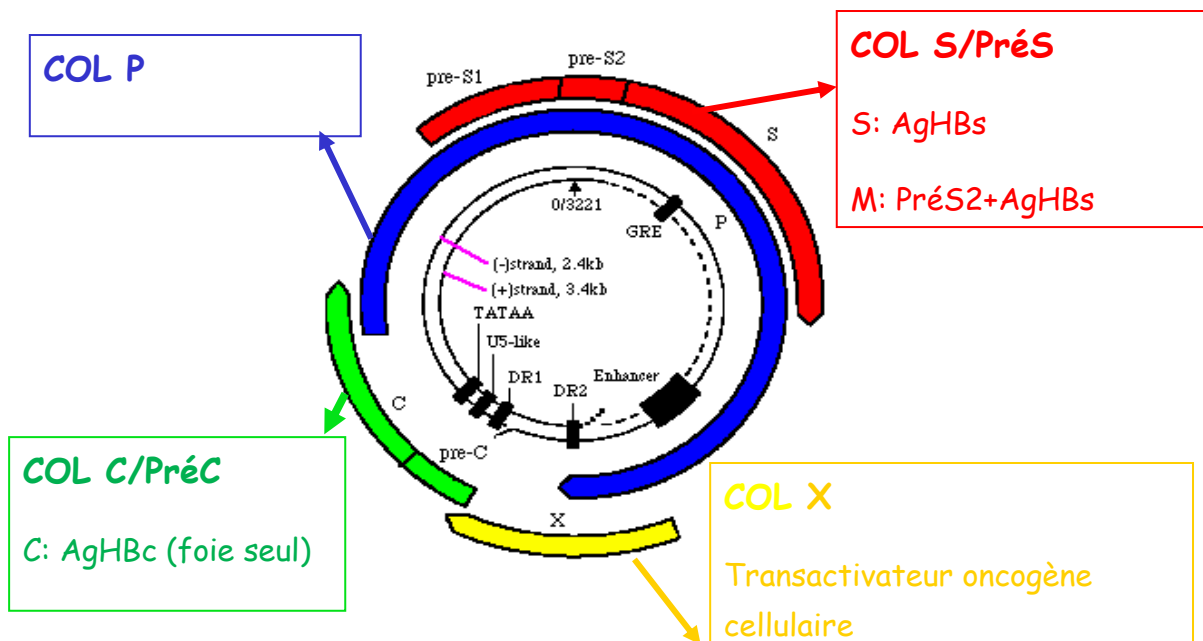 COL P
COL S/PréS
S: AgHBs
M: PréS2+AgHBs
pre-S1
pre-S2
S
0/3221
GRE
P
(-)strand, 2.4kb
(+)strand, 3.4kb
TATAA
U5-like
DR1
DR2
Enhancer
C
pre-C
X
COL C/PréC
C: AgHBc (foie seul)
COL X
Transactivateur oncogène
cellulaire